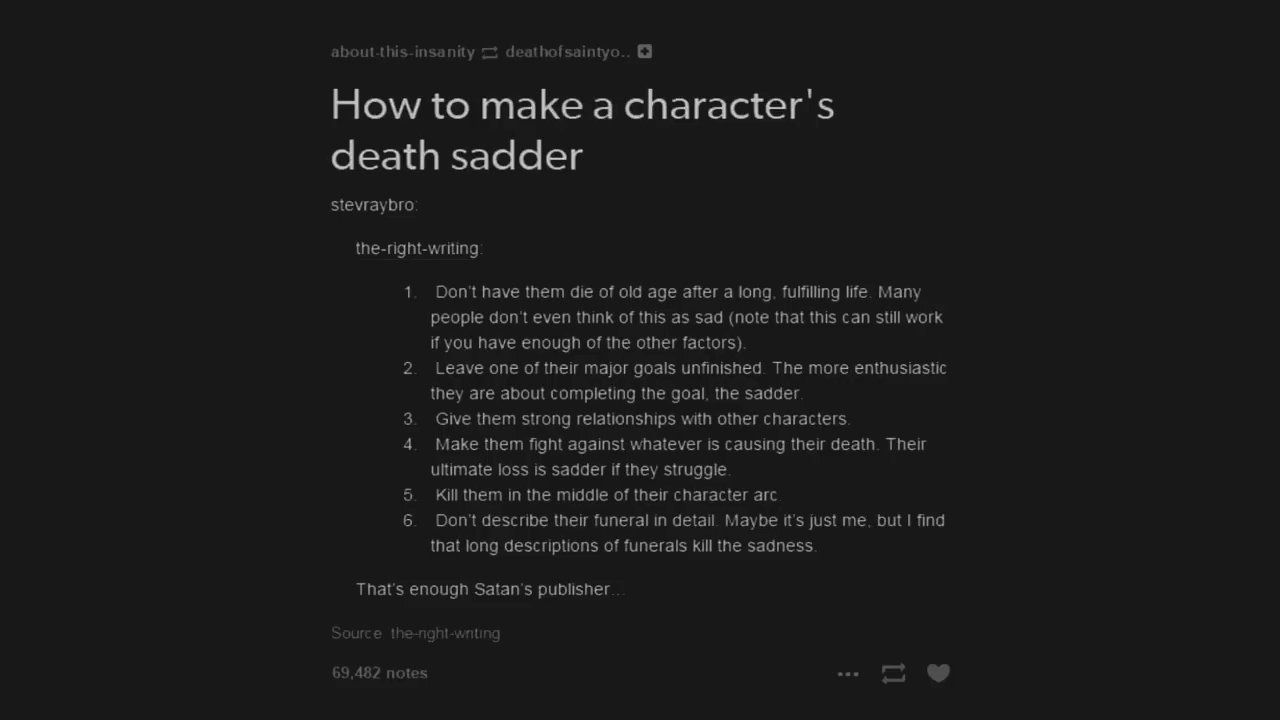 about-this-insanity deathofsaintyo..
How to make a character's
death sadder
stevraybro:
the-right-writing:
1. Don't have them die of old age after a long, fulfilling life. Many
people don't even think of this as sad (note that this can still work
if you have enough of the other factors).
2. Leave one of their major goals unfinished. The more enthusiastic
they are about completing the goal, the sadder.
3. Give them strong relationships with other characters.
4. Make them fight against whatever is causing their death. Their
ultimate loss is sadder if they struggle.
5. Kill them in the middle of their character arc.
6. Don't describe their funeral in detail. Maybe it's just me, but I find
that long descriptions of funerals kill the sadness.
That's enough Satan's publisher...
Source: the-right-writing
69,482 notes